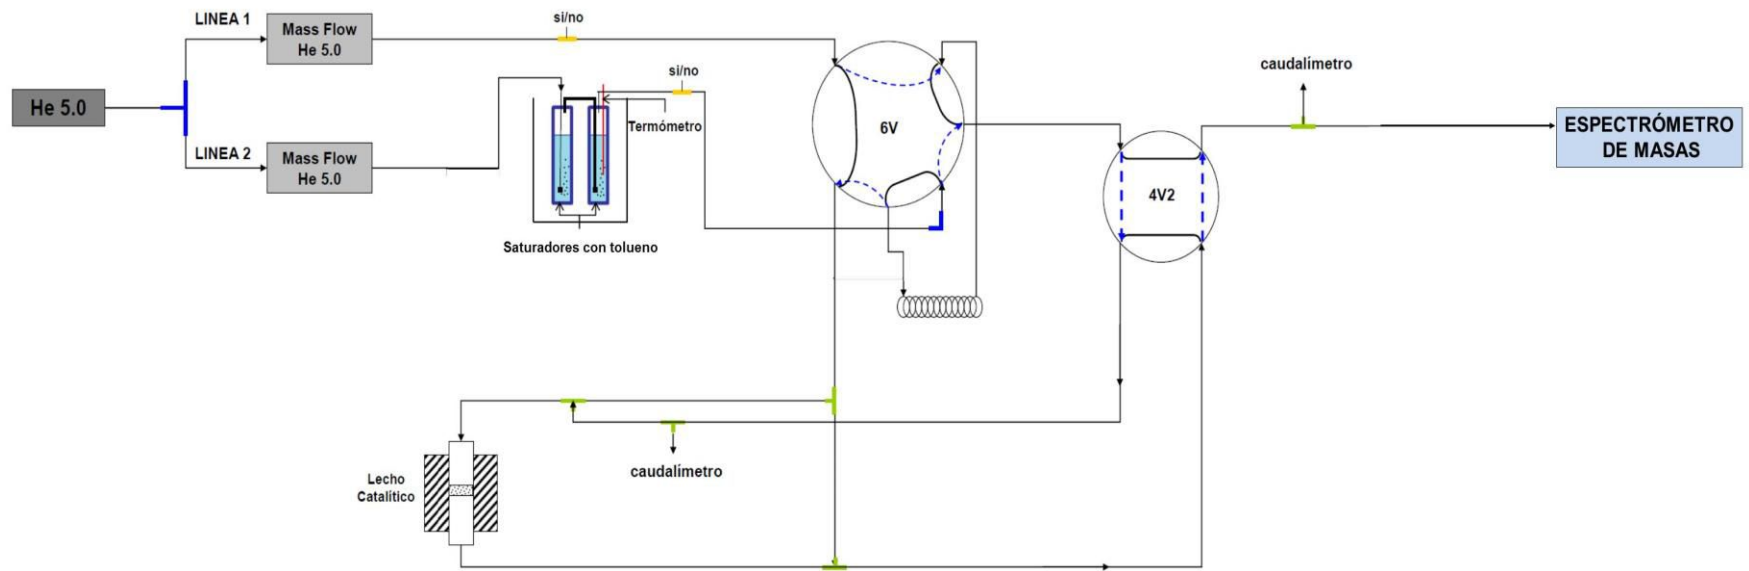 He 5.0
LINEA 1
Mass Flow
He 5.0
si/no
LINEA 2
Mass Flow
He 5.0
si/no
Termómetro
Saturadores con tolueno
6V
4V2
caudalímetro
ESPECTRÓMETRO
DE MASAS
caudalímetro
Lecho
Catalítico